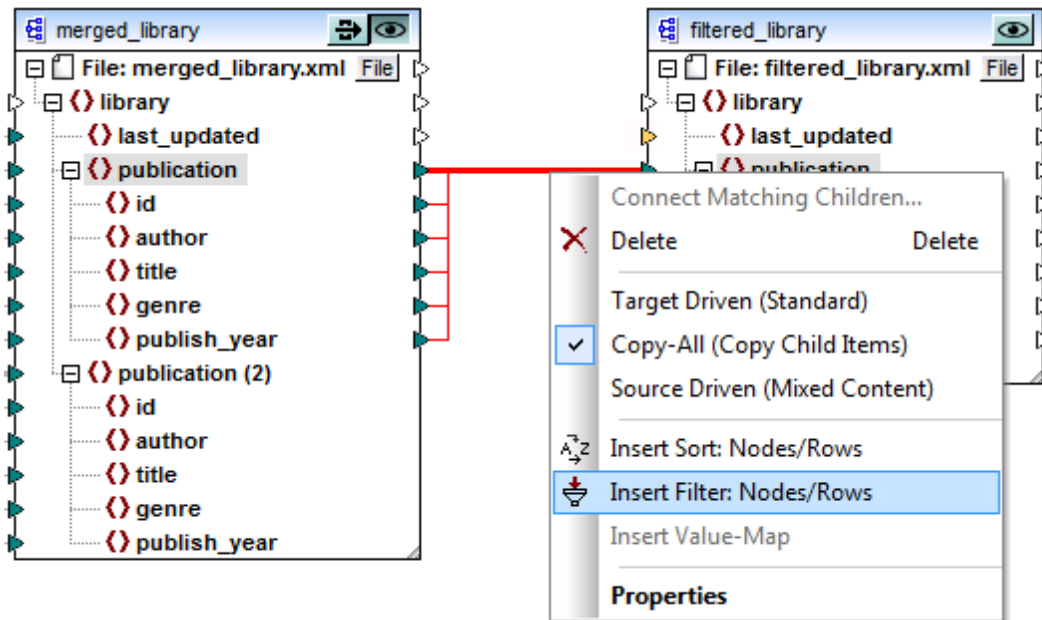 merged_library
File: merged_library.xml File
library
last_updated
publication
id
author
title
genre
publish_year
publication (2)
id
author
title
genre
publish_year
filtered_library
File: filtered_library.xml File
library
last_updated
publication
Connect Matching Children...
Delete Delete
Target Driven (Standard)
Copy-All (Copy Child Items)
Source Driven (Mixed Content)
Insert Sort: Nodes/Rows
Insert Filter: Nodes/Rows
Insert Value-Map
Properties